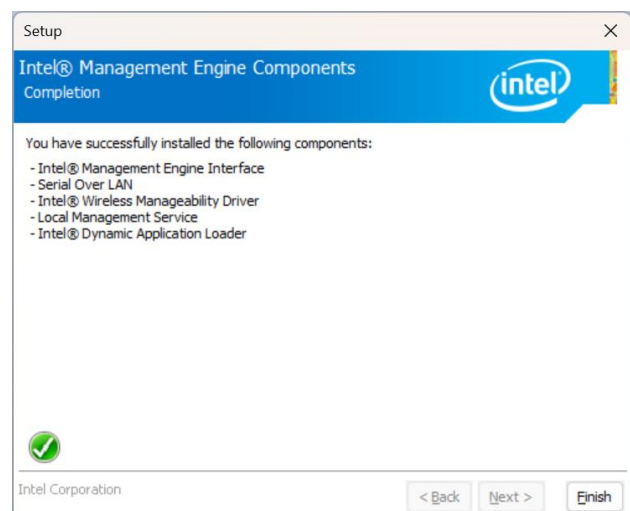 Setup
Intel® Management Engine Components
Completion
intel
You have successfully installed the following components:
- Intel® Management Engine Interface
- Serial Over LAN
- Intel® Wireless Manageability Driver
- Local Management Service
- Intel® Dynamic Application Loader
Intel Corporation
< Back Next > Finish